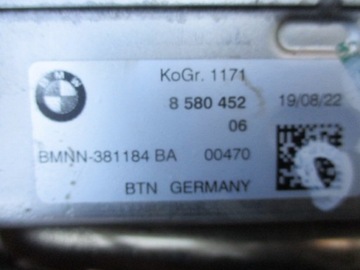 BMW
KoGr. 1171
8 580 452 19/08/22
06
BMNN-381184 BA 00470
BTN GERMANY